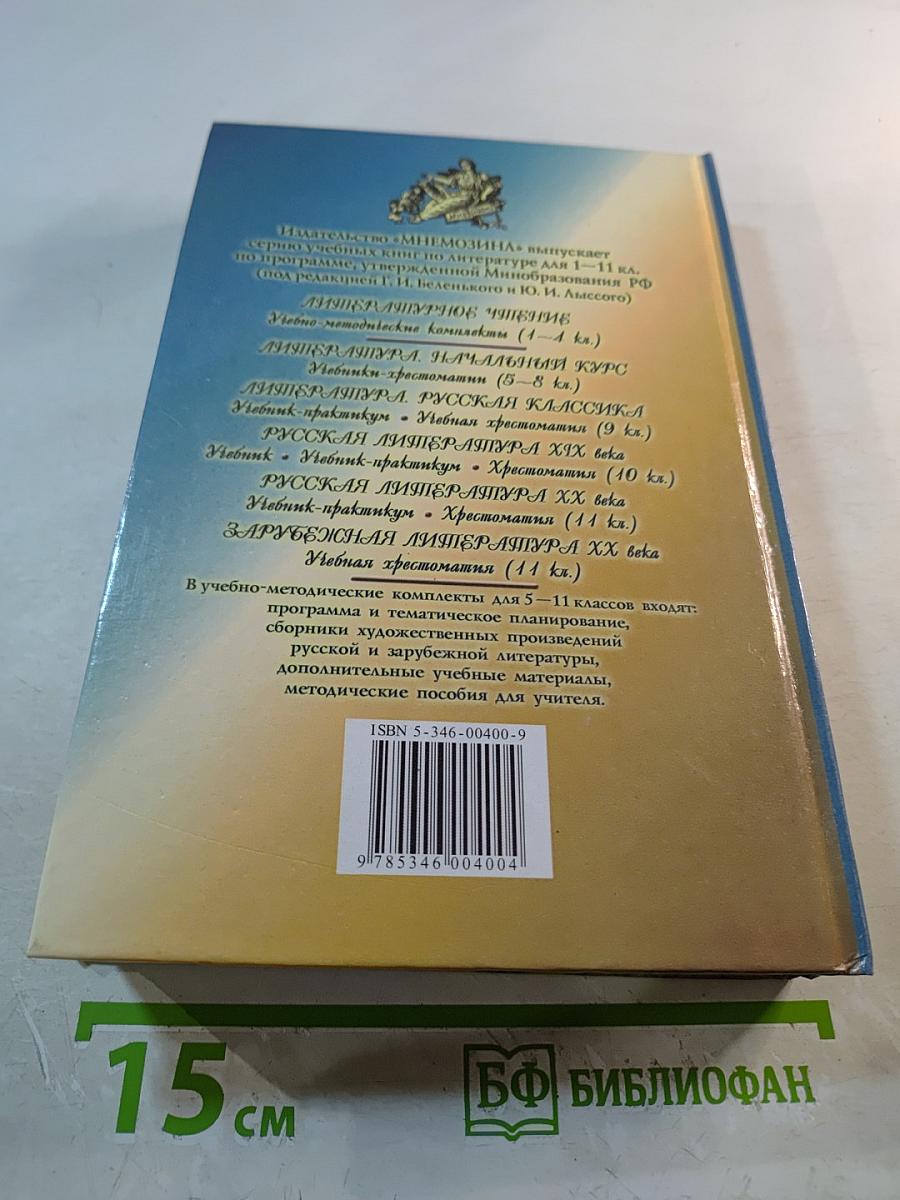 Издательство «МНЕМОЗИНА» выпускает
серию учебных книг по литературе для 1—11 кл.
по программе, утвержденной Минобразования РФ
(под редакцией Г. И. Беленького и Ю. И. Лыссого)
ЛИТЕРАТУРНОЕ ЧТЕНИЕ
Учебно-методические комплекты (1—4 кл.)
ЛИТЕРАТУРА. НАЧАЛЬНЫЙ КУРС
Учебники-хрестоматии (5—8 кл.)
ЛИТЕРАТУРА. РУССКАЯ КЛАССИКА
Учебник-практикум • Учебная хрестоматия (9 кл.)
РУССКАЯ ЛИТЕРАТУРА XIX века
Учебник • Учебник-практикум • Хрестоматия (10 кл.)
РУССКАЯ ЛИТЕРАТУРА XX века
Учебник-практикум • Хрестоматия (11 кл.)
ЗАРУБЕЖНАЯ ЛИТЕРАТУРА XX века
Учебная хрестоматия (11 кл.)
В учебно-методические комплекты для 5—11 классов входят:
программа и тематическое планирование,
сборники художественных произведений
русской и зарубежной литературы,
дополнительные учебные материалы,
методические пособия для учителя.
ISBN 5-346-00400-9
9 785346 004004
15 см
БФ БИБЛИОФАН